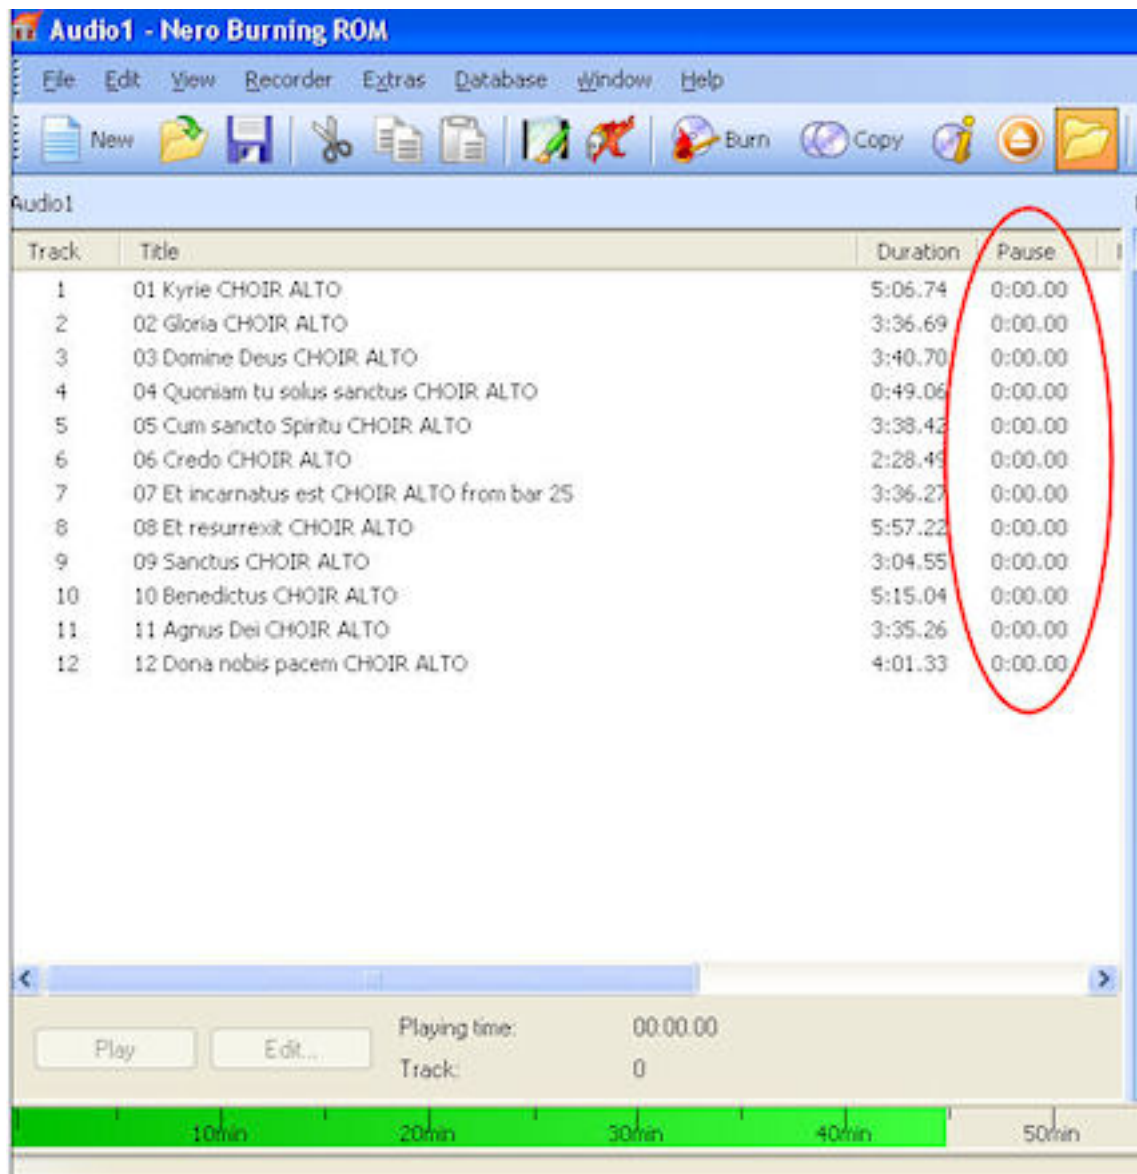 Audio1 - Nero Burning ROM
File Edit View Recorder Extras Database Window Help
New Burn Copy
Audio1
Track Title Duration Pause
1 01 Kyrie CHOIR ALTO 5:06.74 0:00.00
2 02 Gloria CHOIR ALTO 3:36.69 0:00.00
3 03 Domine Deus CHOIR ALTO 3:40.70 0:00.00
4 04 Quoniam tu solus sanctus CHOIR ALTO 0:49.06 0:00.00
5 05 Cum sancto Spiritu CHOIR ALTO 3:38.42 0:00.00
6 06 Credo CHOIR ALTO 2:28.49 0:00.00
7 07 Et incarnatus est CHOIR ALTO from bar 25 3:36.27 0:00.00
8 08 Et resurrexit CHOIR ALTO 5:57.22 0:00.00
9 09 Sanctus CHOIR ALTO 3:04.55 0:00.00
10 10 Benedictus CHOIR ALTO 5:15.04 0:00.00
11 11 Agnus Dei CHOIR ALTO 3:35.26 0:00.00
12 12 Dona nobis pacem CHOIR ALTO 4:01.33 0:00.00
Playing time: 00:00.00
Play Edit...
Track: 0
10min 20min 30min 40min 50min